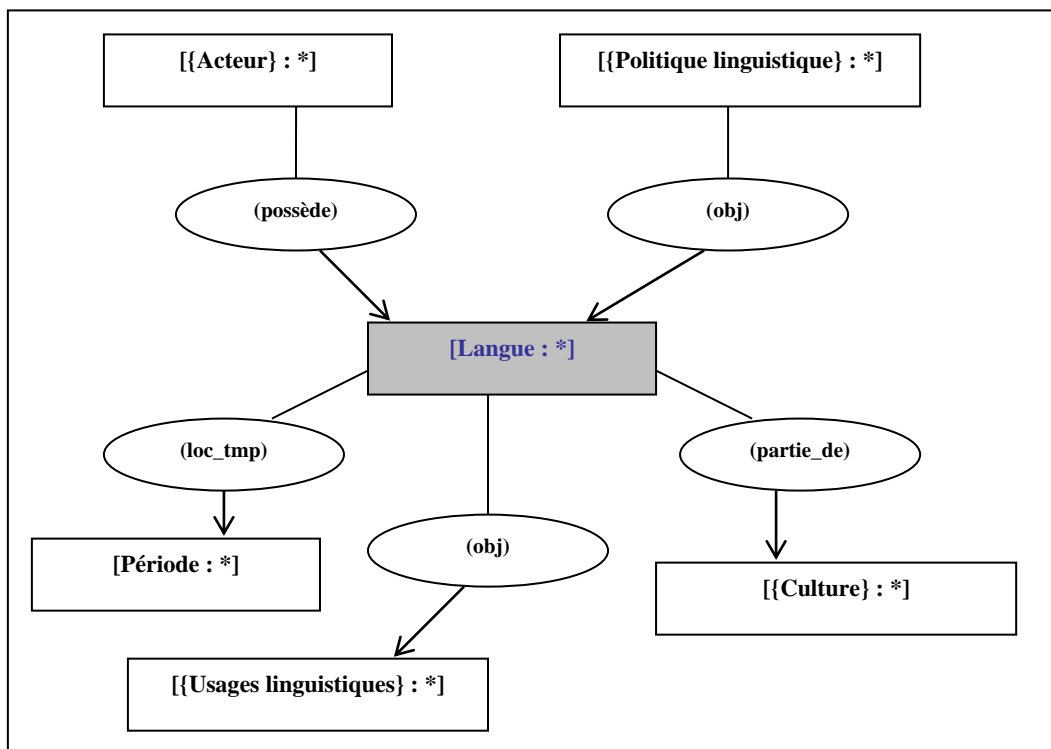 [{Acteur} : *]
[{Politique linguistique} : *]
(possède)
(obj)
[Langue : *]
(loc_tmp)
(partie_de)
(obj)
[Période : *]
[{Culture} : *]
[{Usages linguistiques} : *]